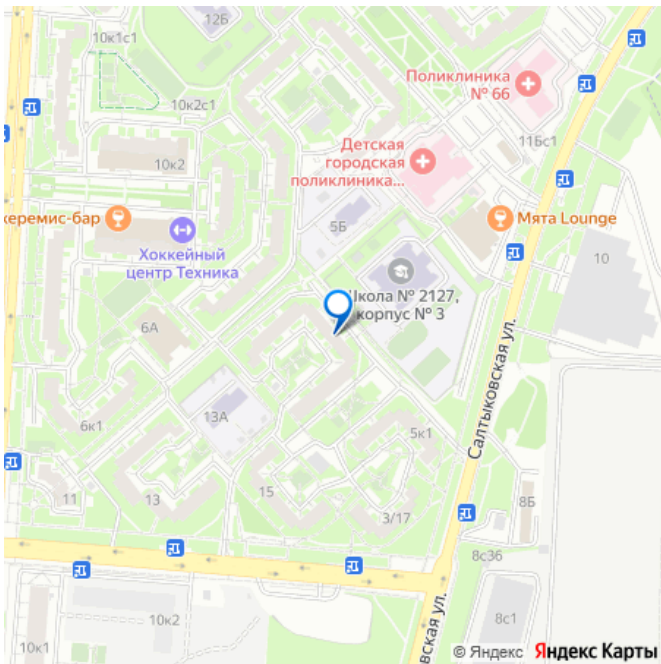 12Б
10к1с1
Поликлиника
№ 66
10к2с1
11Бс1
Детская
городская
поликлиника...
10к2
керемис-бар
Мята Lounge
5Б
Хоккейный
центр Техника
10
Школа № 2127,
корпус № 3
6А
Салтыковская ул.
13А
6к1
5к1
11
13
15
8Б
3/17
8с36
10к2
8с1
10к1
вская ул.
© Яндекс Яндекс Карты